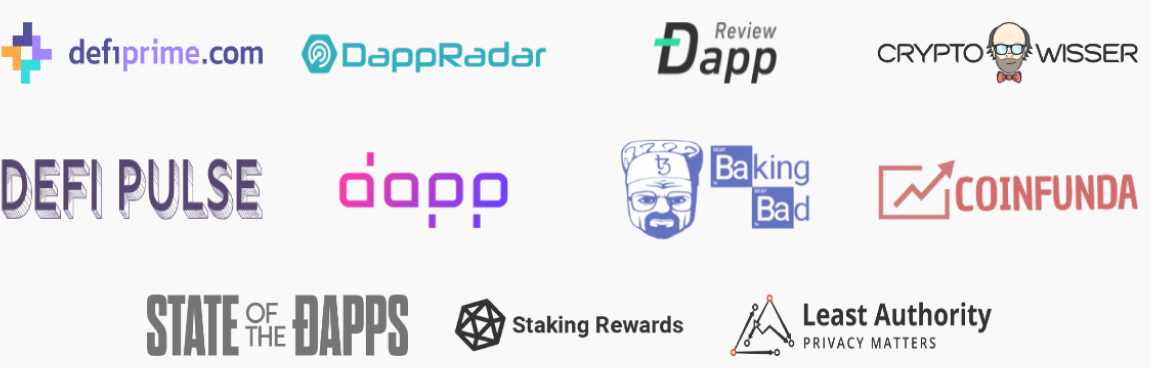 defiprime.com
DappRadar
Review
Dapp
CRYPTO WISSER
DEFI PULSE
dapp
Baking
Bad
COINFUNDA
STATE OF THE ĐAPPS
Staking Rewards
Least Authority
PRIVACY MATTERS